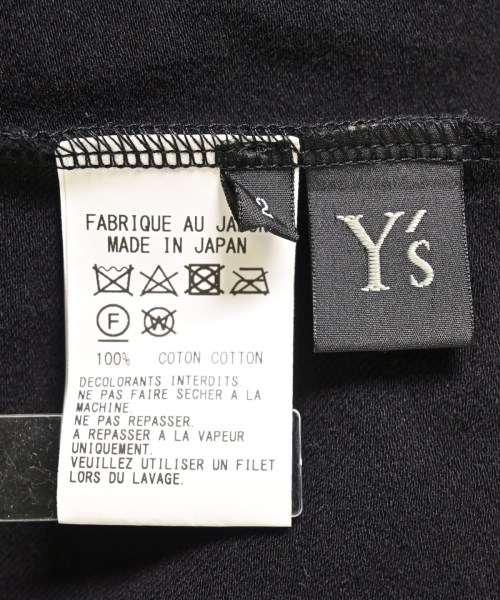 FABRIQUE AU JAPON
MADE IN JAPAN
2
Y's
F
W
100% COTON COTTON
DECOLORANTS INTERDITS.
NE PAS FAIRE SECHER A LA
MACHINE.
NE PAS REPASSER.
A REPASSER A LA VAPEUR
UNIQUEMENT.
VEUILLEZ UTILISER UN FILET
LORS DU LAVAGE.